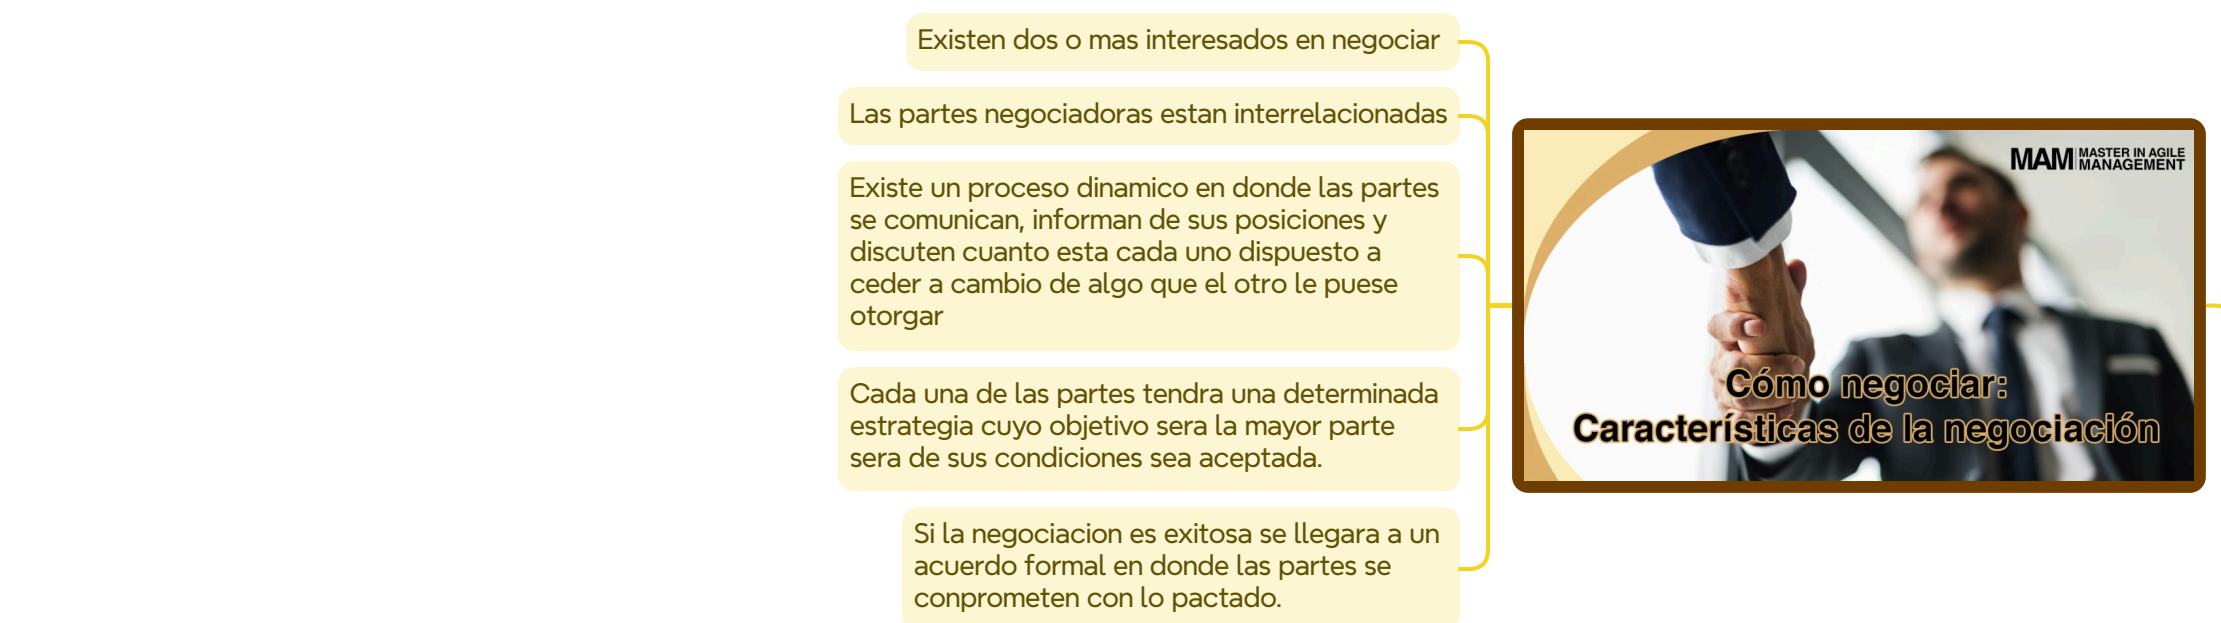 Existen dos o mas interesados en negociar
Las partes negociadoras estan interrelacionadas
Existe un proceso dinamico en donde las partes
se comunican, informan de sus posiciones y
discuten cuanto esta cada uno dispuesto a
ceder a cambio de algo que el otro le puese
otorgar
Cada una de las partes tendra una determinada
estrategia cuyo objetivo sera la mayor parte
sera de sus condiciones sea aceptada.
Si la negociacion es exitosa se llegara a un
acuerdo formal en donde las partes se
conprometen con lo pactado.
MAM MASTER IN AGILE
MANAGEMENT
Cómo negociar:
Características de la negociación